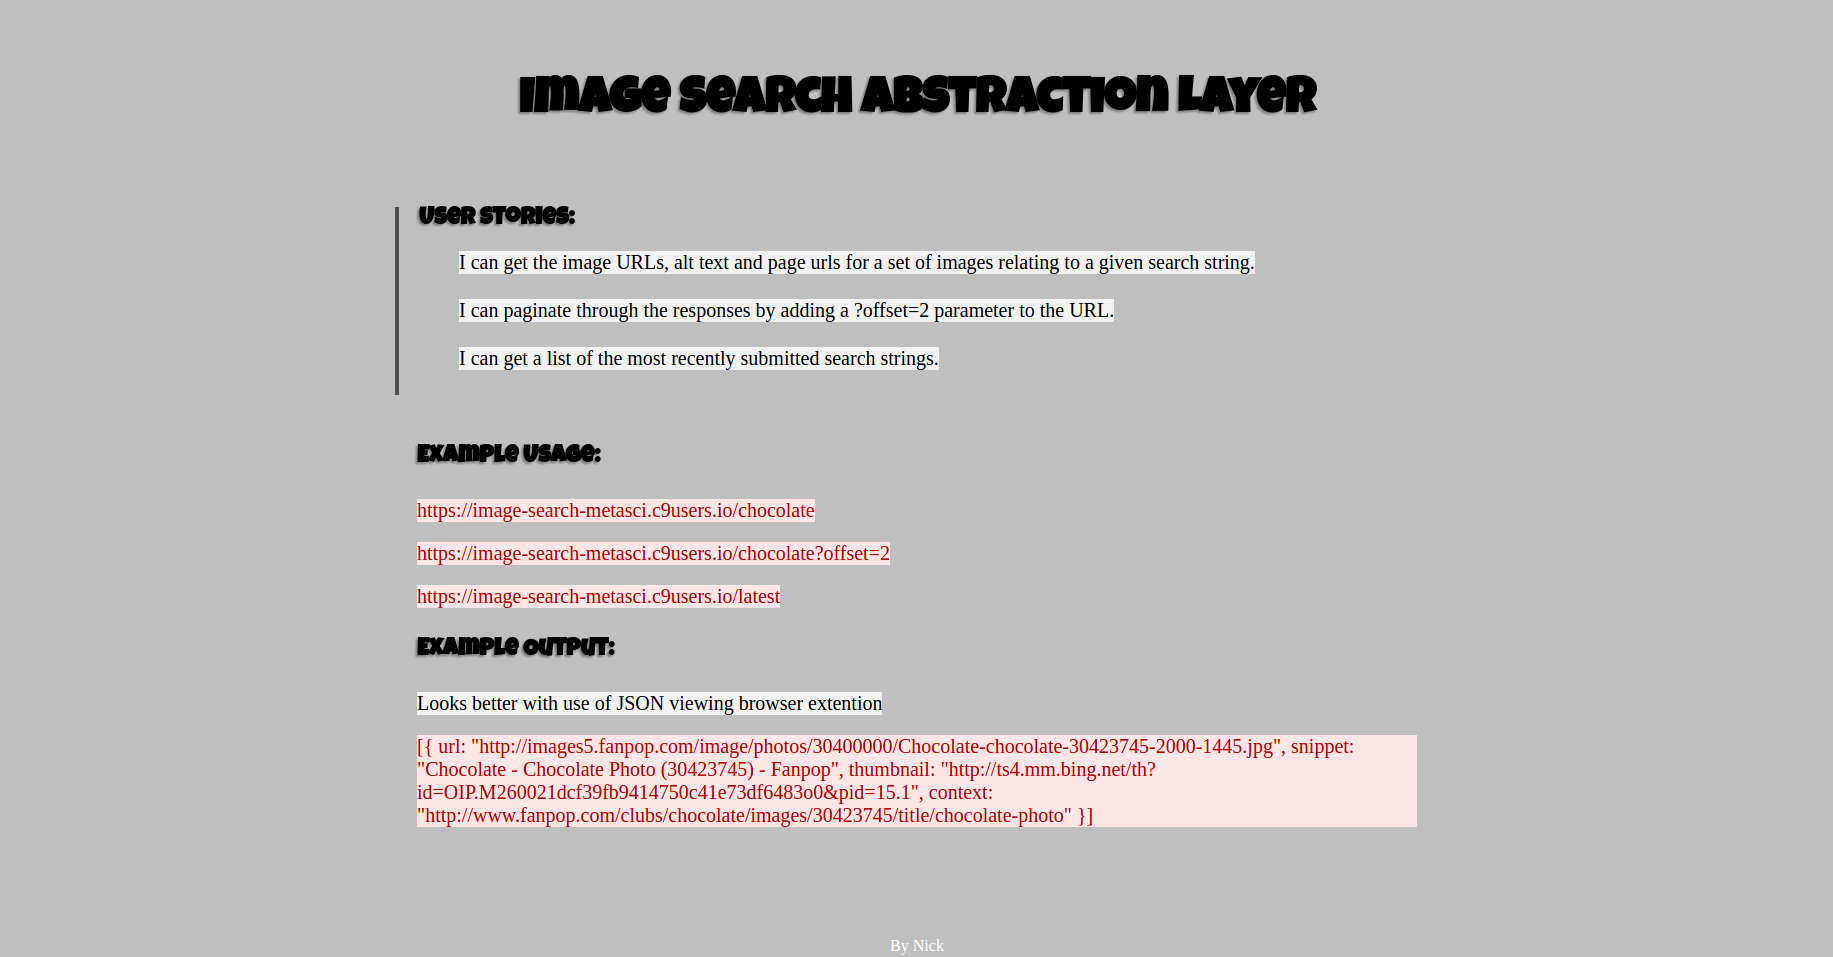 Image Search Abstraction Layer
User Stories:
I can get the image URLs, alt text and page urls for a set of images relating to a given search string.
I can paginate through the responses by adding a ?offset=2 parameter to the URL.
I can get a list of the most recently submitted search strings.
Example Usage:
https://image-search-metasci.c9users.io/chocolate
https://image-search-metasci.c9users.io/chocolate?offset=2
https://image-search-metasci.c9users.io/latest
Example Output:
Looks better with use of JSON viewing browser extention
[{ url: "http://images5.fanpop.com/image/photos/30400000/Chocolate-chocolate-30423745-2000-1445.jpg", snippet:
"Chocolate - Chocolate Photo (30423745) - Fanpop", thumbnail: "http://ts4.mm.bing.net/th?
id=OIP.M260021dcf39fb9414750c41e73df6483o0&pid=15.1", context:
"http://www.fanpop.com/clubs/chocolate/images/30423745/title/chocolate-photo" }]
By Nick